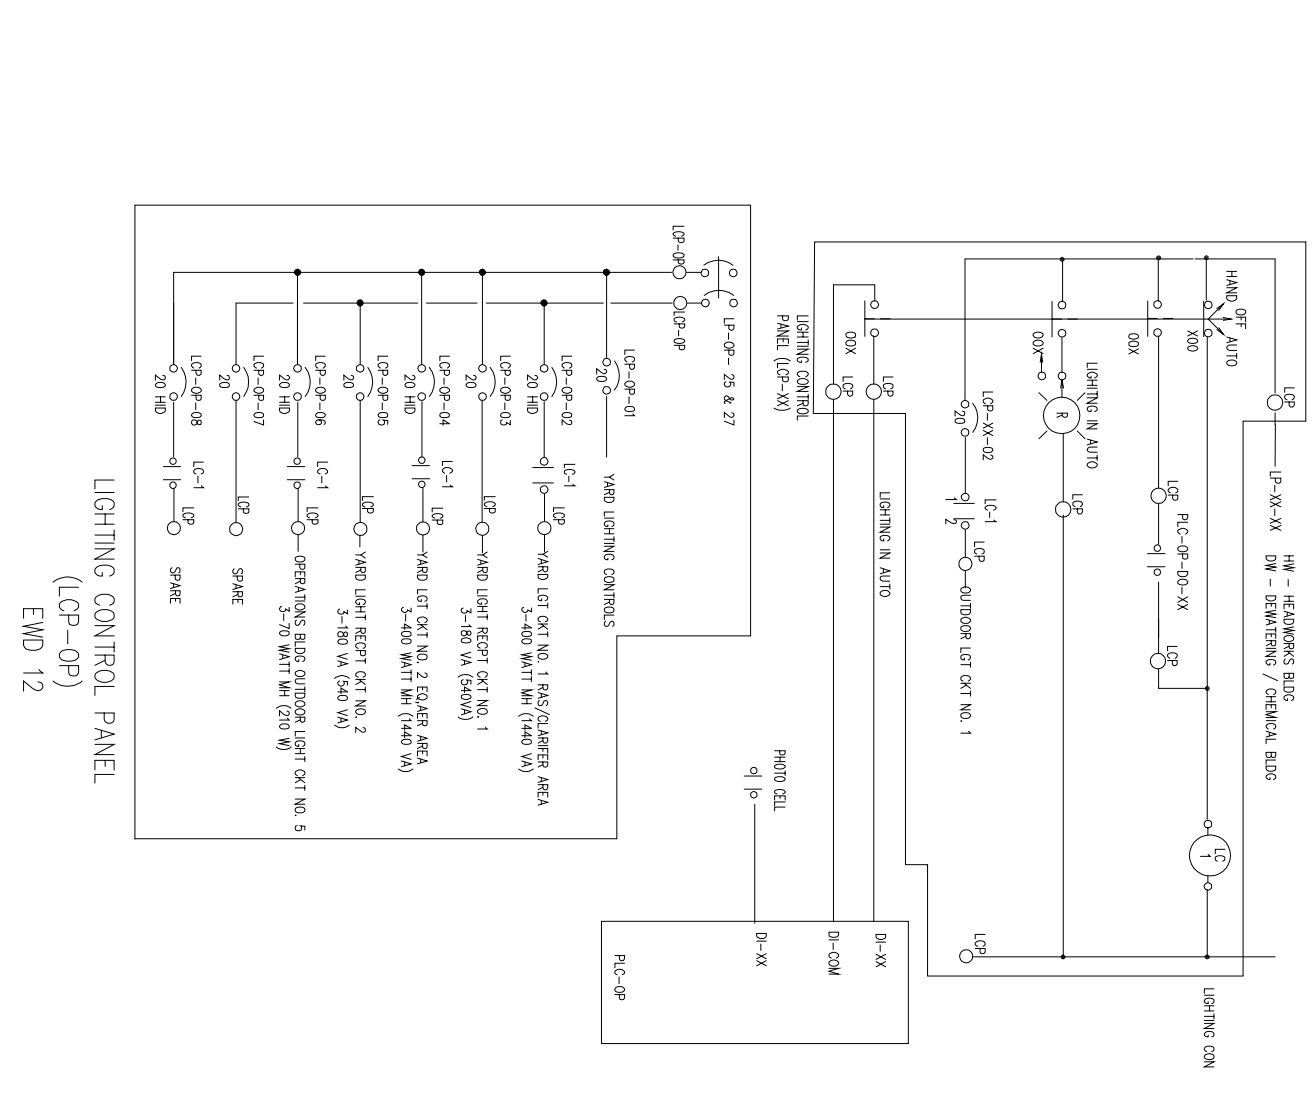 HW - HEADWORKS BLDG
DW - DEWATERING / CHEMICAL BLDG
LCP
LP-XX-XX
HAND
OFF
AUTO
X00
00X
LCP
PLC-OP-DO-XX
LCP
LC
1
LIGHTING CON
00X
LIGHITNG IN AUTO
R
LCP
LCP-XX-02
20
LC-1
1 2
LCP
OUTDOOR LGT CKT NO. 1
LCP
00X
LCP
LCP
LIGHTING IN AUTO
LIGHTING CONTROL
PANEL (LCP-XX)
DI-XX
DI-COM
DI-XX
PLC-OP
PHOTO CELL
LP-OP- 25 & 27
LCP-OP
LCP-OP
LCP-OP-01
20
YARD LIGHTING CONTROLS
LCP-OP-02
20 HID
LC-1
LCP
YARD LGT CKT NO. 1 RAS/CLARIFER AREA
3-400 WATT MH (1440 VA)
LCP-OP-03
20
LCP
YARD LIGHT RECPT CKT NO. 1
3-180 VA (540VA)
LCP-OP-04
20 HID
LC-1
LCP
YARD LGT CKT NO. 2 EQ,AER AREA
3-400 WATT MH (1440 VA)
LCP-OP-05
20
LCP
YARD LIGHT RECPT CKT NO. 2
3-180 VA (540 VA)
LCP-OP-06
20 HID
LC-1
LCP
OPERATIONS BLDG OUTDOOR LIGHT CKT NO. 5
3-70 WATT MH (210 W)
LCP-OP-07
20
LCP
SPARE
LCP-OP-08
20 HID
LC-1
LCP
SPARE
LIGHTING CONTROL PANEL
(LCP-OP)
EWD 12